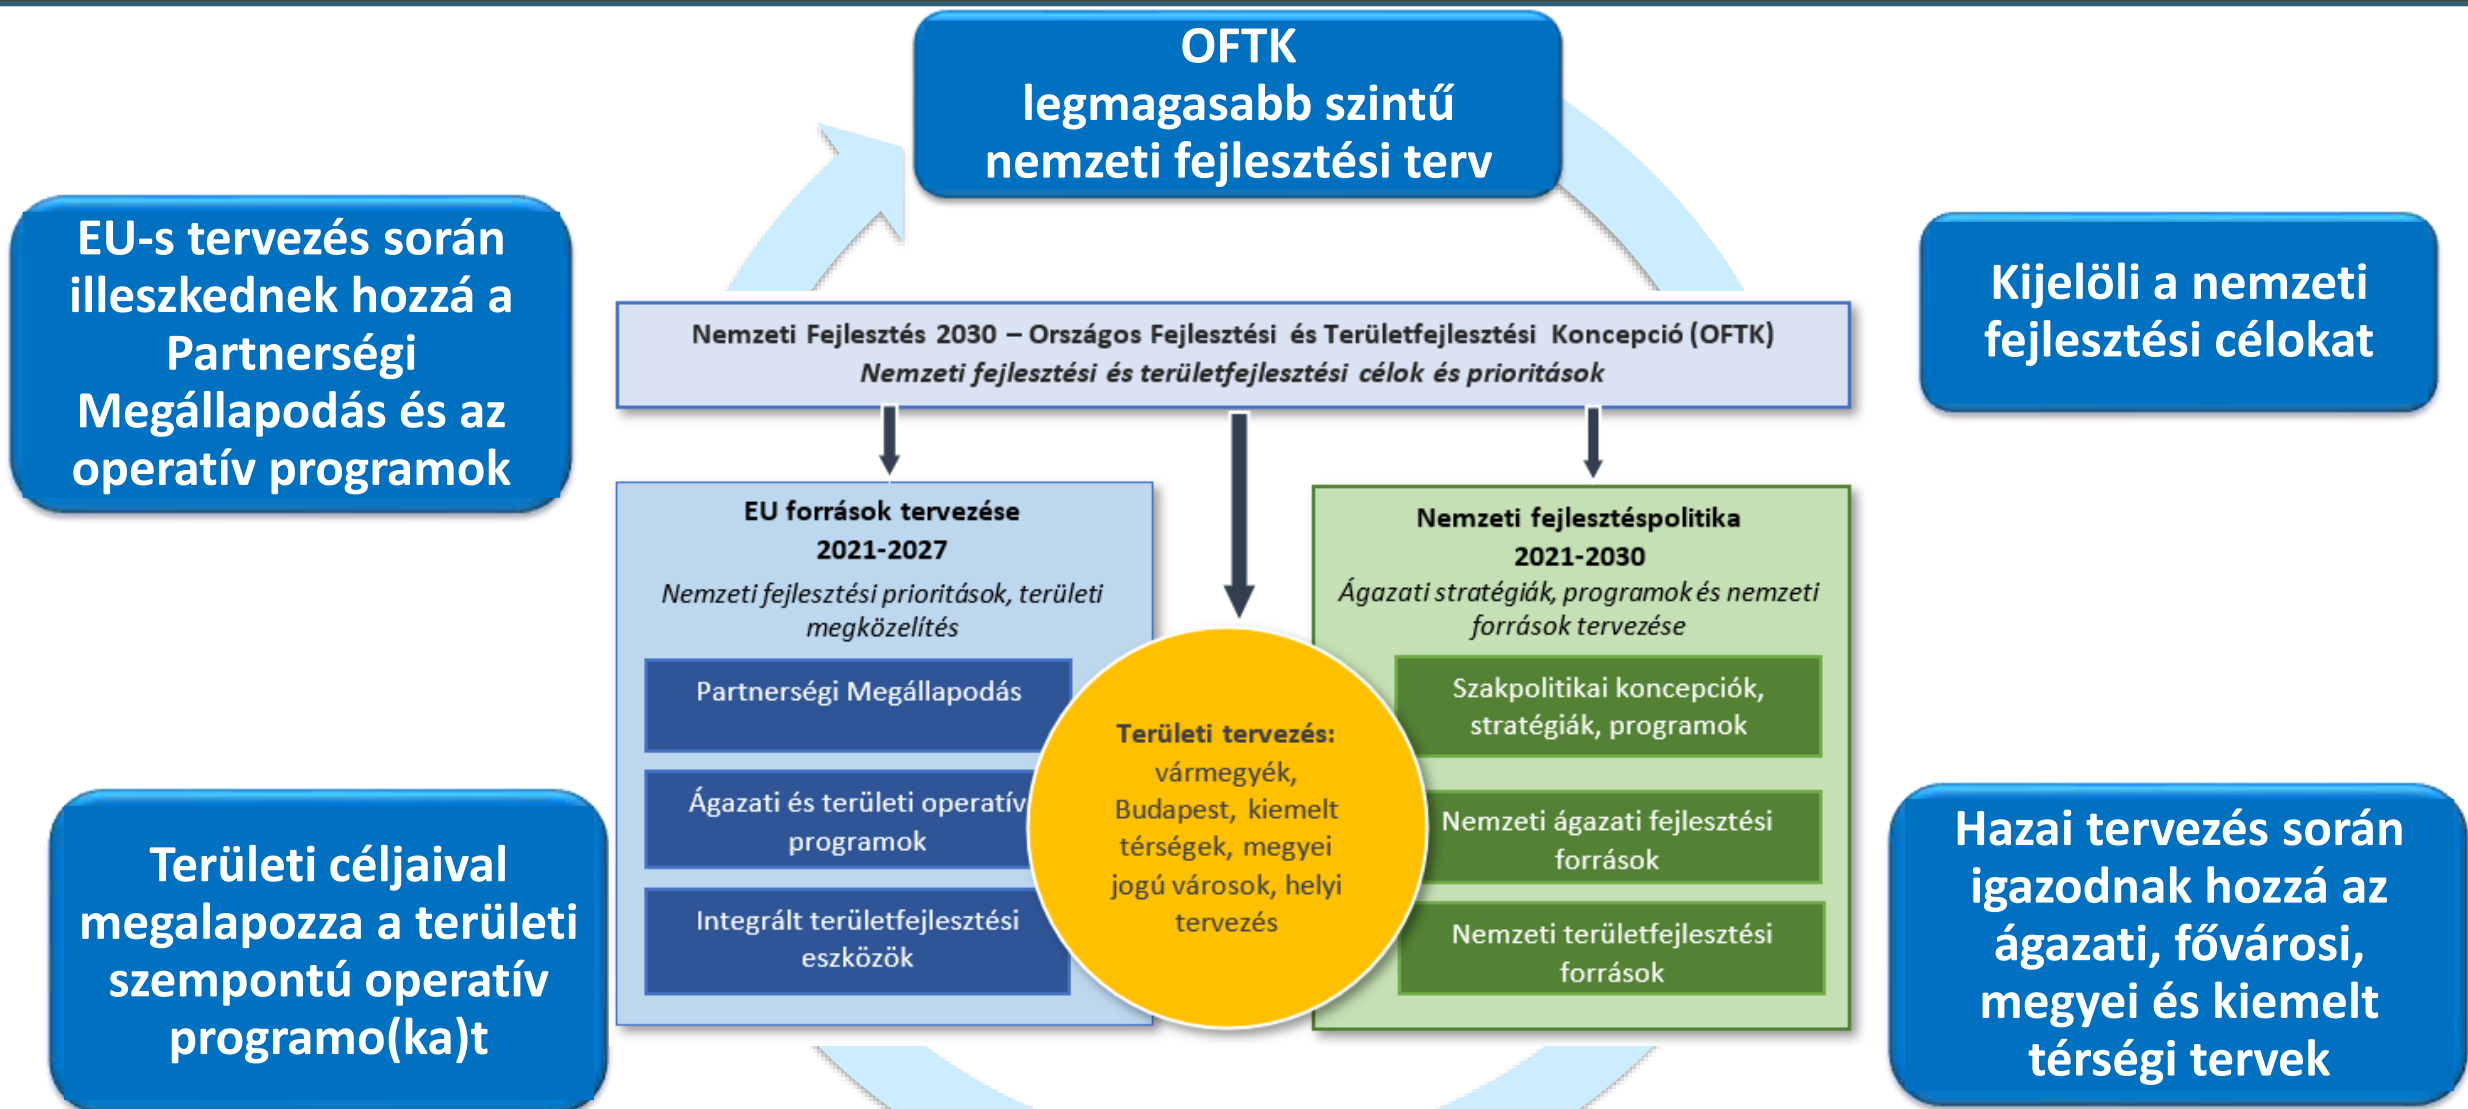 OFTK
legmagasabb szintű
nemzeti fejlesztési terv
EU-s tervezés során
illeszkednek hozzá a
Partnerségi
Megállapodás és az
operatív programok
Kijelöli a nemzeti
fejlesztési célokat
Nemzeti Fejlesztés 2030 – Országos Fejlesztési és Területfejlesztési Koncepció (OFTK)
Nemzeti fejlesztési és területfejlesztési célok és prioritások
EU források tervezése
2021-2027
Nemzeti fejlesztési prioritások, területi
megközelítés
Partnerségi Megállapodás
Ágazati és területi operatív
programok
Integrált területfejlesztési
eszközök
Területi tervezés:
vármegyék,
Budapest, kiemelt
térségek, megyei
jogú városok, helyi
tervezés
Nemzeti fejlesztéspolitika
2021-2030
Ágazati stratégiák, programok és nemzeti
források tervezése
Szakpolitikai koncepciók,
stratégiák, programok
Nemzeti ágazati fejlesztési
források
Nemzeti területfejlesztési
források
Területi céljaival
megalapozza a területi
szempontú operatív
programo(ka)t
Hazai tervezés során
igazodnak hozzá az
ágazati, fővárosi,
megyei és kiemelt
térségi tervek